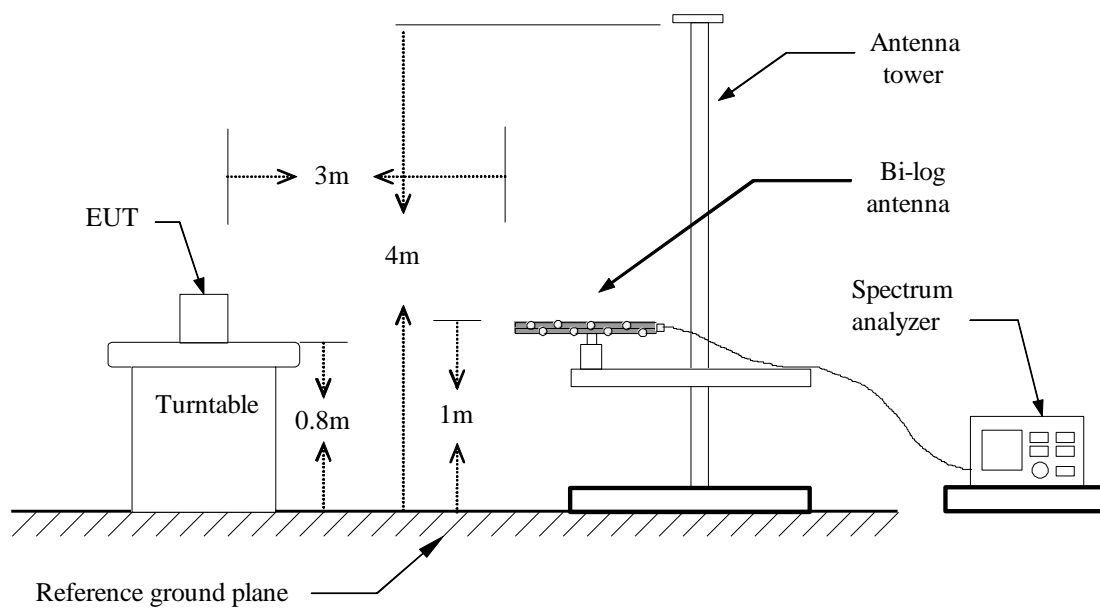 Antenna
tower
3m
Bi-log
antenna
EUT
4m
Spectrum
analyzer
Turntable
0.8m
1m
Reference ground plane